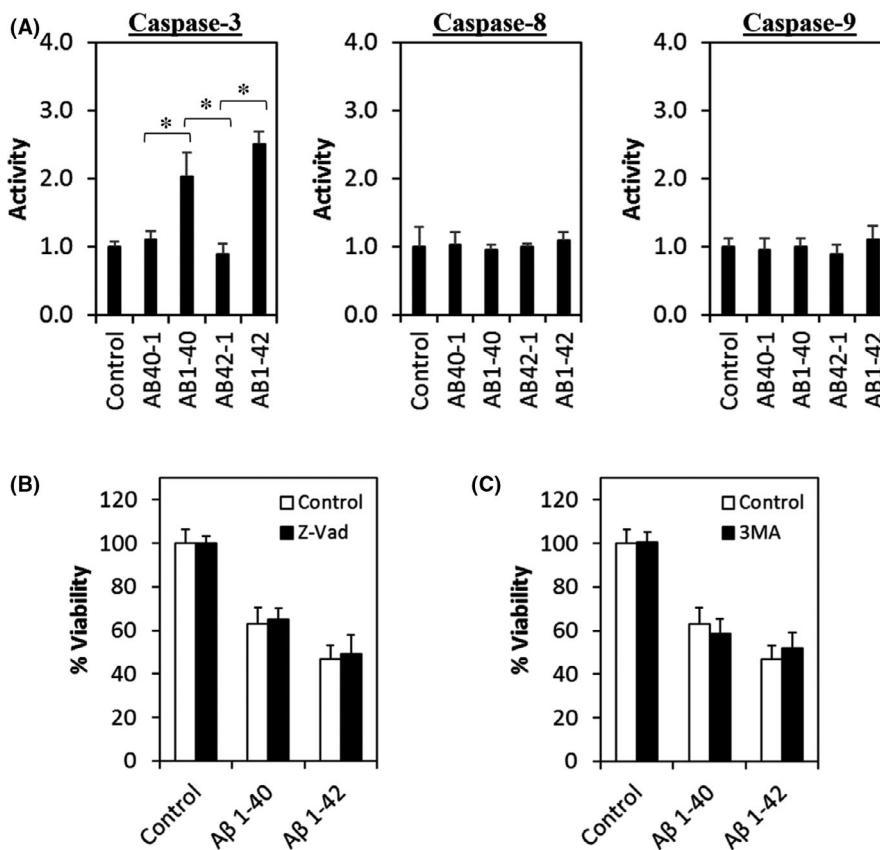 (A)
Caspase-3
4.0
3.0
2.0
1.0
0.0
Activity
* * *
Control
AB40-1
AB1-40
AB42-1
AB1-42
Caspase-8
4.0
3.0
2.0
1.0
0.0
Activity
Control
AB40-1
AB1-40
AB42-1
AB1-42
Caspase-9
4.0
3.0
2.0
1.0
0.0
Activity
Control
AB40-1
AB1-40
AB42-1
AB1-42
(B)
120
100
80
60
40
20
0
% Viability
Control
Z-Vad
Control
Aβ 1-40
Aβ 1-42
(C)
120
100
80
60
40
20
0
% Viability
Control
3MA
Control
Aβ 1-40
Aβ 1-42